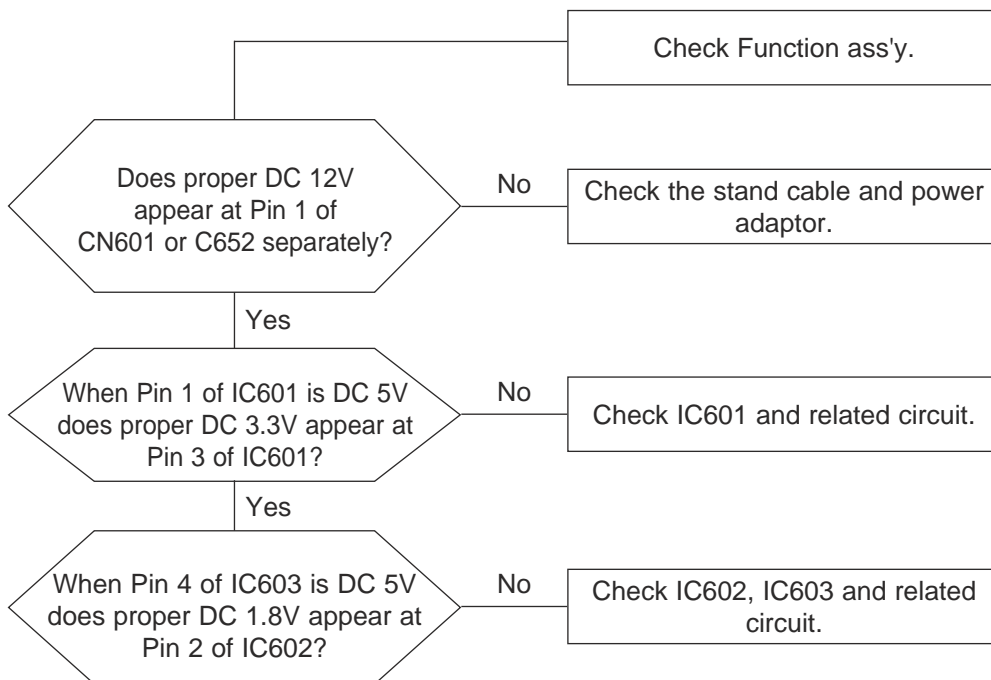 Check Function ass'y.
Does proper DC 12V
appear at Pin 1 of
CN601 or C652 separately?
No
Check the stand cable and power
adaptor.
Yes
When Pin 1 of IC601 is DC 5V
does proper DC 3.3V appear at
Pin 3 of IC601?
No
Check IC601 and related circuit.
Yes
When Pin 4 of IC603 is DC 5V
does proper DC 1.8V appear at
Pin 2 of IC602?
No
Check IC602, IC603 and related
circuit.